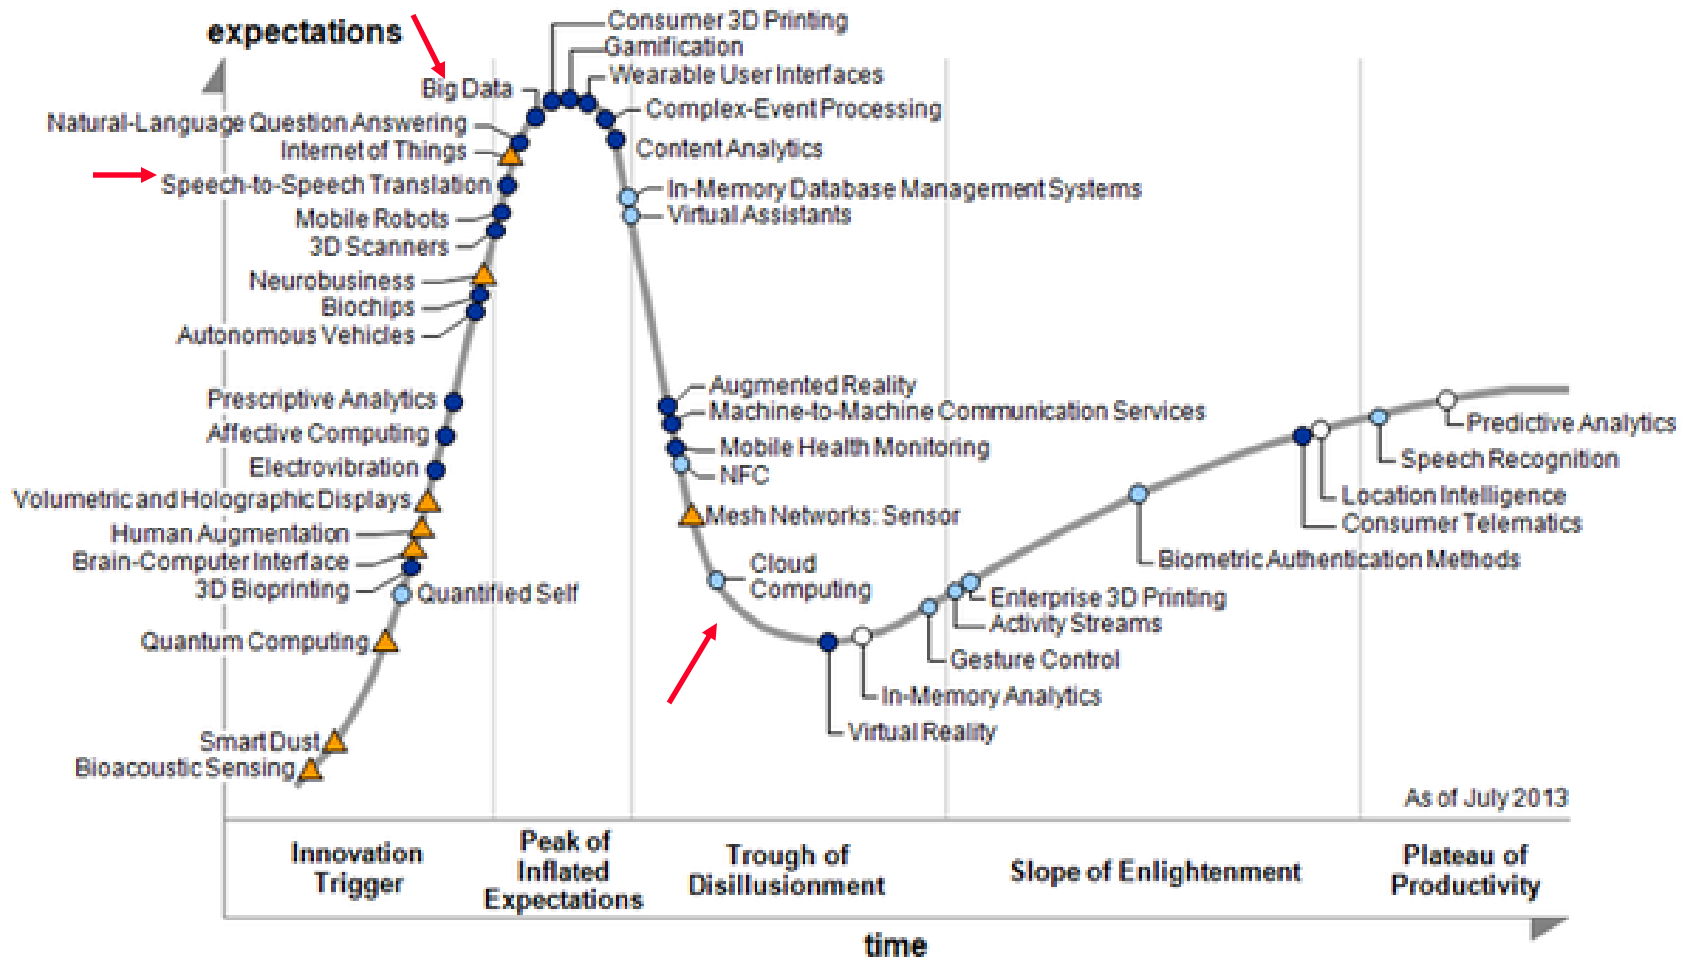 expectations
Consumer 3D Printing
Gamification
Wearable User Interfaces
Big Data
Complex-Event Processing
Natural-Language Question Answering
Content Analytics
Internet of Things
Speech-to-Speech Translation
In-Memory Database Management Systems
Virtual Assistants
Mobile Robots
3D Scanners
Neurobusiness
Biochips
Autonomous Vehicles
Augmented Reality
Prescriptive Analytics
Machine-to-Machine Communication Services
Predictive Analytics
Affective Computing
Mobile Health Monitoring
Speech Recognition
Electrovibration
NFC
Location Intelligence
Volumetric and Holographic Displays
Mesh Networks: Sensor
Consumer Telematics
Human Augmentation
Brain-Computer Interface
Cloud
Computing
Biometric Authentication Methods
3D Bioprinting
Quantified Self
Enterprise 3D Printing
Activity Streams
Quantum Computing
Gesture Control
In-Memory Analytics
Virtual Reality
Smart Dust
Bioacoustic Sensing
As of July 2013
Innovation
Trigger
Peak of
Inflated
Expectations
Trough of
Disillusionment
Slope of Enlightenment
Plateau of
Productivity
time